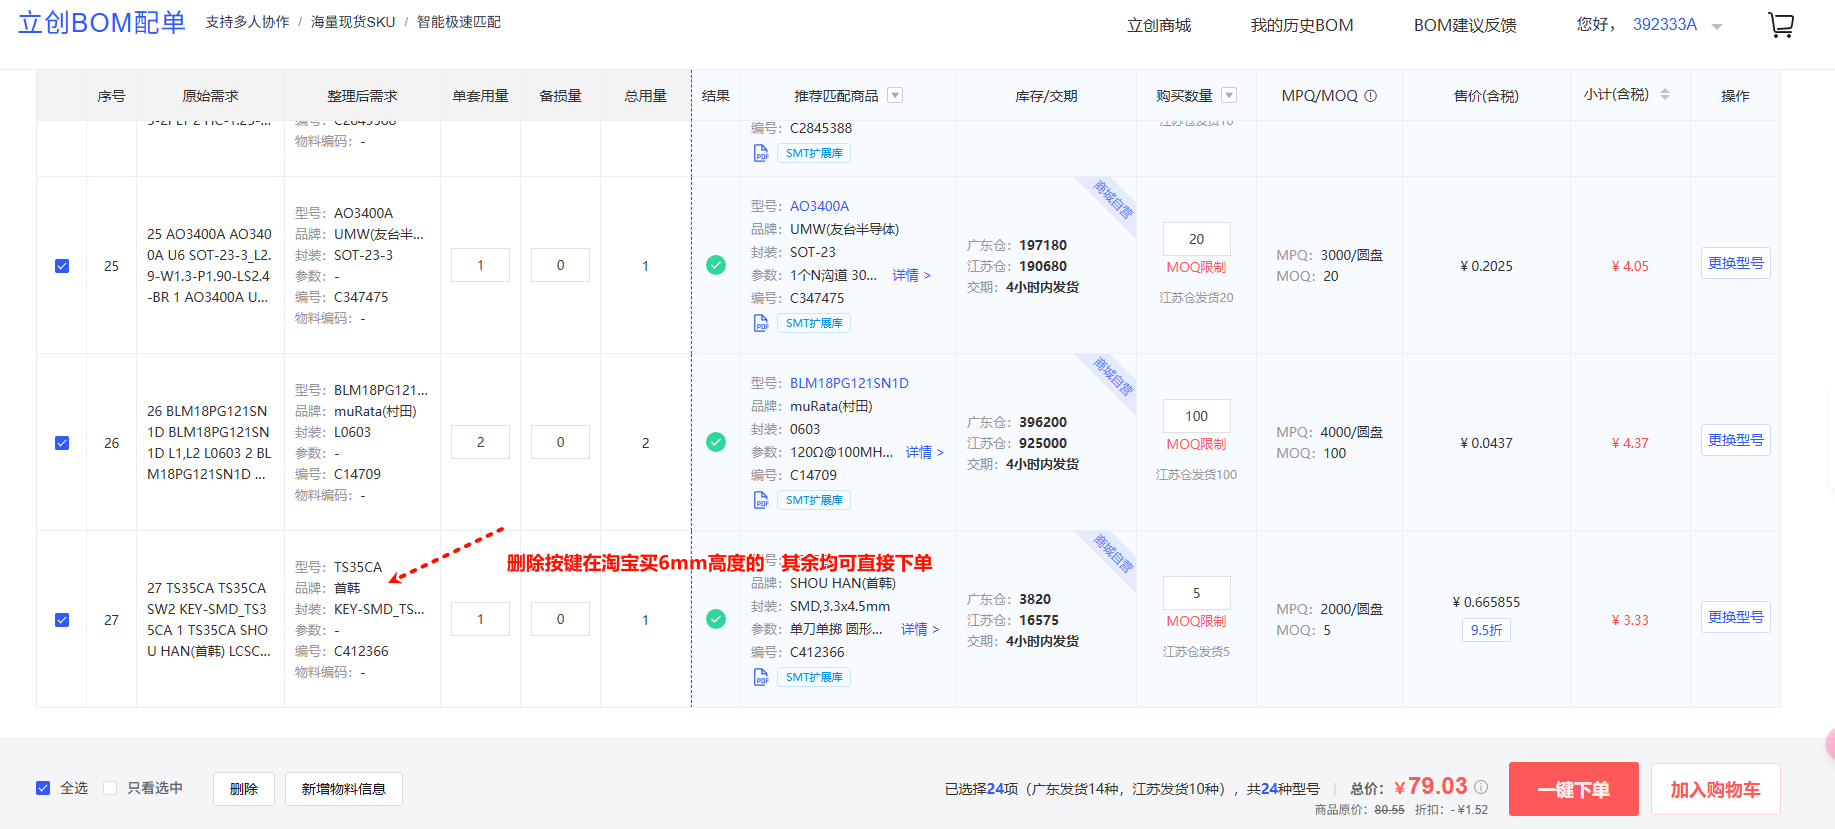 立创BOM配单 支持多人协作 / 海量现货SKU / 智能极速匹配 立创商城 我的历史BOM BOM建议反馈 您好， 392333A
序号 原始需求 整理后需求 单套用量 备损量 总用量 结果 推荐匹配商品 库存/交期 购买数量 MPQ/MOQ 售价(含税) 小计(含税) 操作
编号： C2845388
物料编码： -
编号： C2845388
SMT扩展库
江苏仓发货10
25
25 AO3400A AO340
0A U6 SOT-23-3_L2.
9-W1.3-P1.90-LS2.4
-BR 1 AO3400A U...
型号： AO3400A
品牌： UMW(友台半...
封装： SOT-23-3
参数： -
编号： C347475
物料编码： -
1 0 1
型号： AO3400A
品牌： UMW(友台半导体)
封装： SOT-23
参数： 1个N沟道 30... 详情 >
编号： C347475
PDF SMT扩展库
商城自营
广东仓： 197180
江苏仓： 190680
交期： 4小时内发货
20
MOQ限制
江苏仓发货20
MPQ： 3000/圆盘
MOQ： 20
¥ 0.2025 ¥ 4.05 更换型号
26
26 BLM18PG121SN
1D BLM18PG121SN
1D L1,L2 L0603 2 BL
M18PG121SN1D ...
型号： BLM18PG121...
品牌： muRata(村田)
封装： L0603
参数： -
编号： C14709
物料编码： -
2 0 2
型号： BLM18PG121SN1D
品牌： muRata(村田)
封装： 0603
参数： 120Ω@100MH... 详情 >
编号： C14709
PDF SMT扩展库
商城自营
广东仓： 396200
江苏仓： 925000
交期： 4小时内发货
100
MOQ限制
江苏仓发货100
MPQ： 4000/圆盘
MOQ： 100
¥ 0.0437 ¥ 4.37 更换型号
删除按键在淘宝买6mm高度的 其余均可直接下单
27
27 TS35CA TS35CA
SW2 KEY-SMD_TS3
5CA 1 TS35CA SHO
U HAN(首韩) LCSC...
型号： TS35CA
品牌： 首韩
封装： KEY-SMD_TS...
参数： -
编号： C412366
物料编码： -
1 0 1
品牌： SHOU HAN(首韩)
封装： SMD,3.3x4.5mm
参数： 单刀单掷 圆形... 详情 >
编号： C412366
PDF SMT扩展库
商城自营
广东仓： 3820
江苏仓： 16575
交期： 4小时内发货
5
MOQ限制
江苏仓发货5
MPQ： 2000/圆盘
MOQ： 5
¥ 0.665855
9.5折
¥ 3.33 更换型号
全选 只看选中 删除 新增物料信息 已选择24项（广东发货14种，江苏发货10种），共24种型号 总价：¥79.03 一键下单 加入购物车
商品原价：80.55 折扣：- ¥1.52